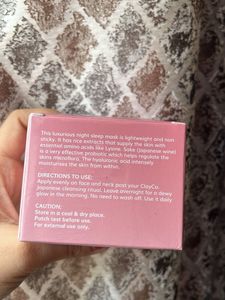 This luxurious night sleep mask is lightweight and non
sticky. It has rice extracts that supply the skin with
essential amino acids like Lysine. Sake (Japanese wine)
is a very effective probiotic which helps regulate the
skins microflora. The hyaluronic acid intensely
moisturises the skin from within.
DIRECTIONS TO USE:
Apply evenly on face and neck post your ClayCo.
Japanese cleansing ritual. Leave overnight for a dewy
glow in the morning. No need to wash off. Use it daily
CAUTION:
Store in a cool & dry place.
Patch test before use.
For external use only.